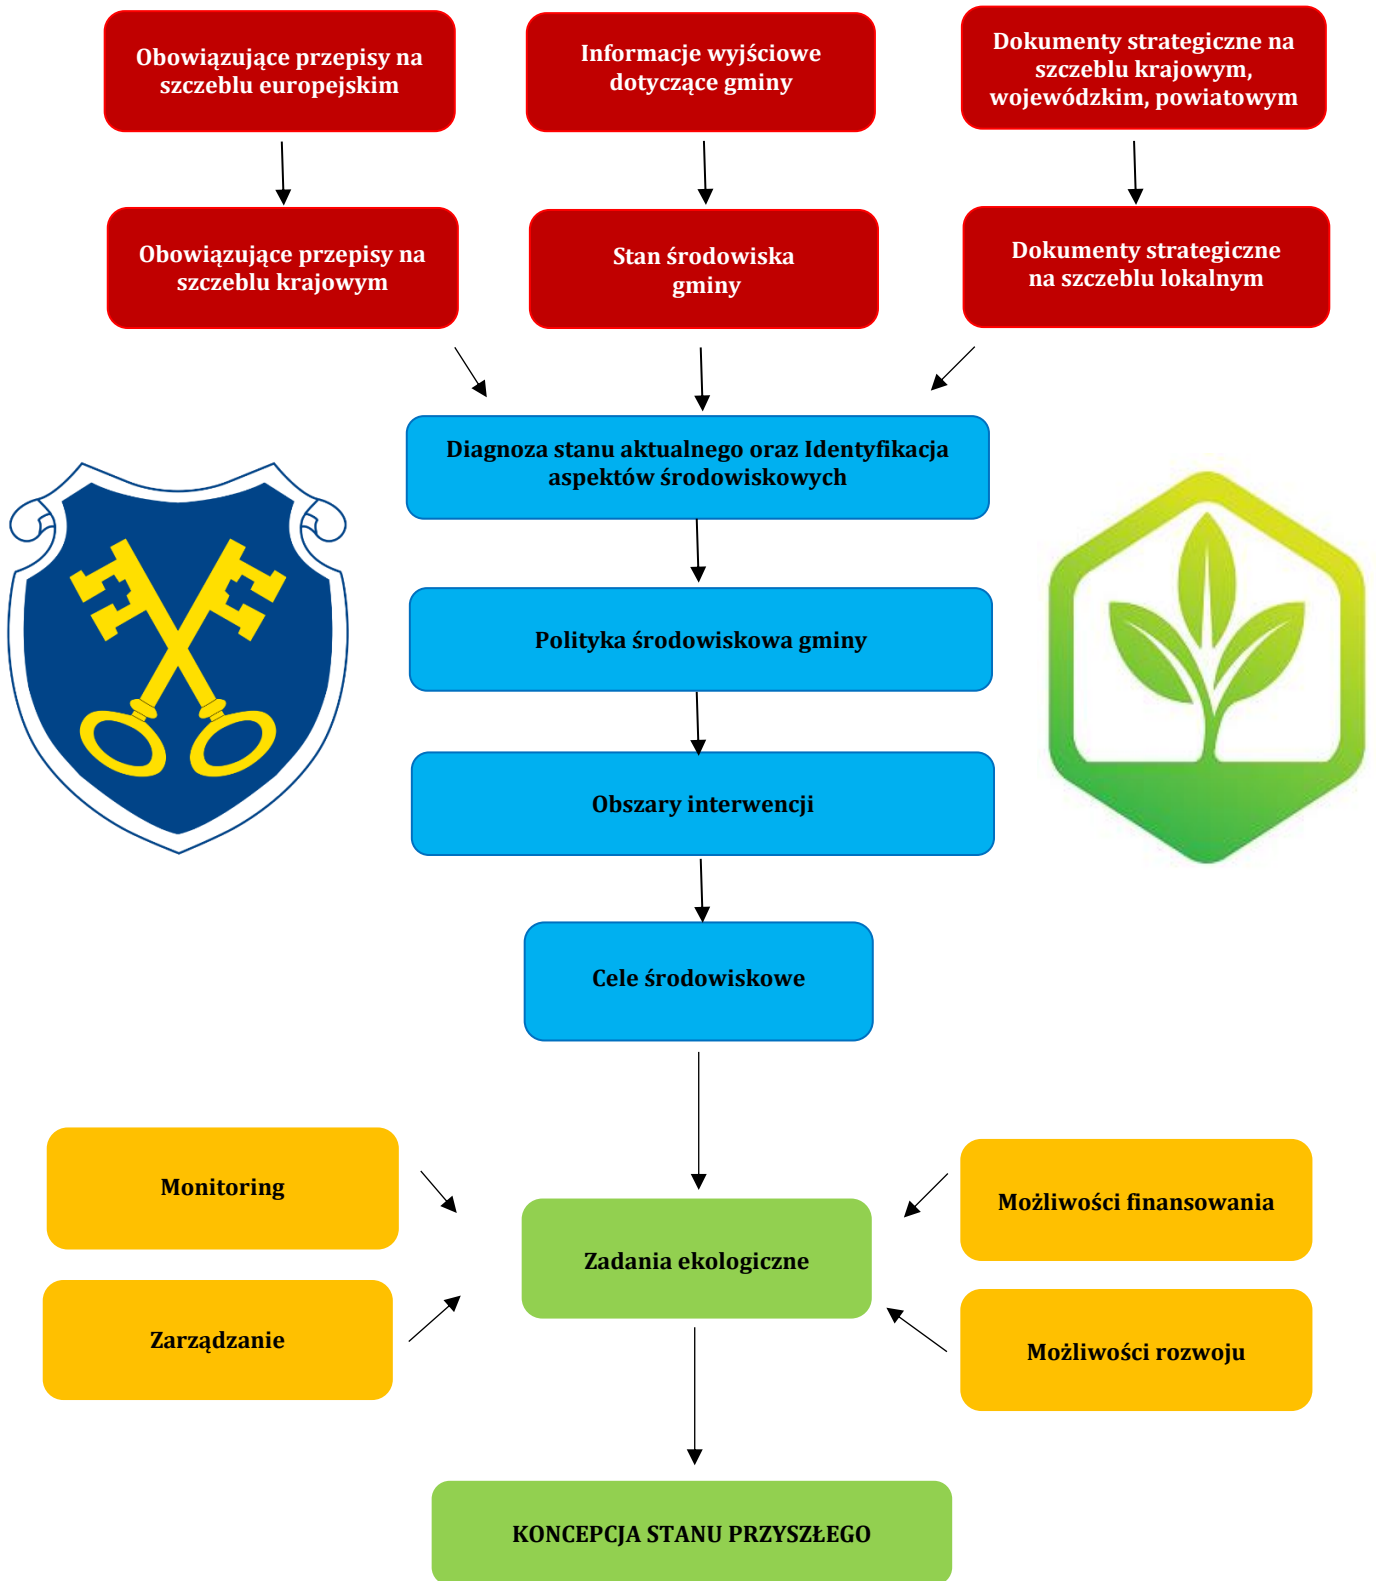 Obowiązujące przepisy na
szczeblu europejskim
Informacje wyjściowe
dotyczące gminy
Dokumenty strategiczne na
szczeblu krajowym,
wojewódzkim, powiatowym
Obowiązujące przepisy na
szczeblu krajowym
Stan środowiska
gminy
Dokumenty strategiczne
na szczeblu lokalnym
Diagnoza stanu aktualnego oraz Identyfikacja
aspektów środowiskowych
Polityka środowiskowa gminy
Obszary interwencji
Cele środowiskowe
Monitoring
Możliwości finansowania
Zadania ekologiczne
Zarządzanie
Możliwości rozwoju
KONCEPCJA STANU PRZYSZŁEGO